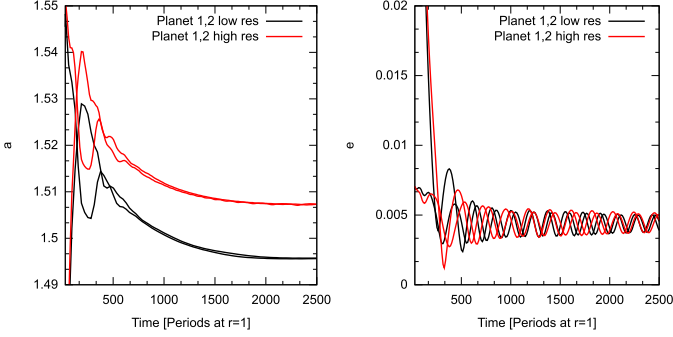 1.55
1.54
1.53
1.52
1.51
1.5
1.49
a
500
1000
1500
2000
2500
Time [Periods at r=1]
Planet 1,2 low res
Planet 1,2 high res
0.02
0.015
0.01
0.005
0
e
500
1000
1500
2000
2500
Time [Periods at r=1]
Planet 1,2 low res
Planet 1,2 high res